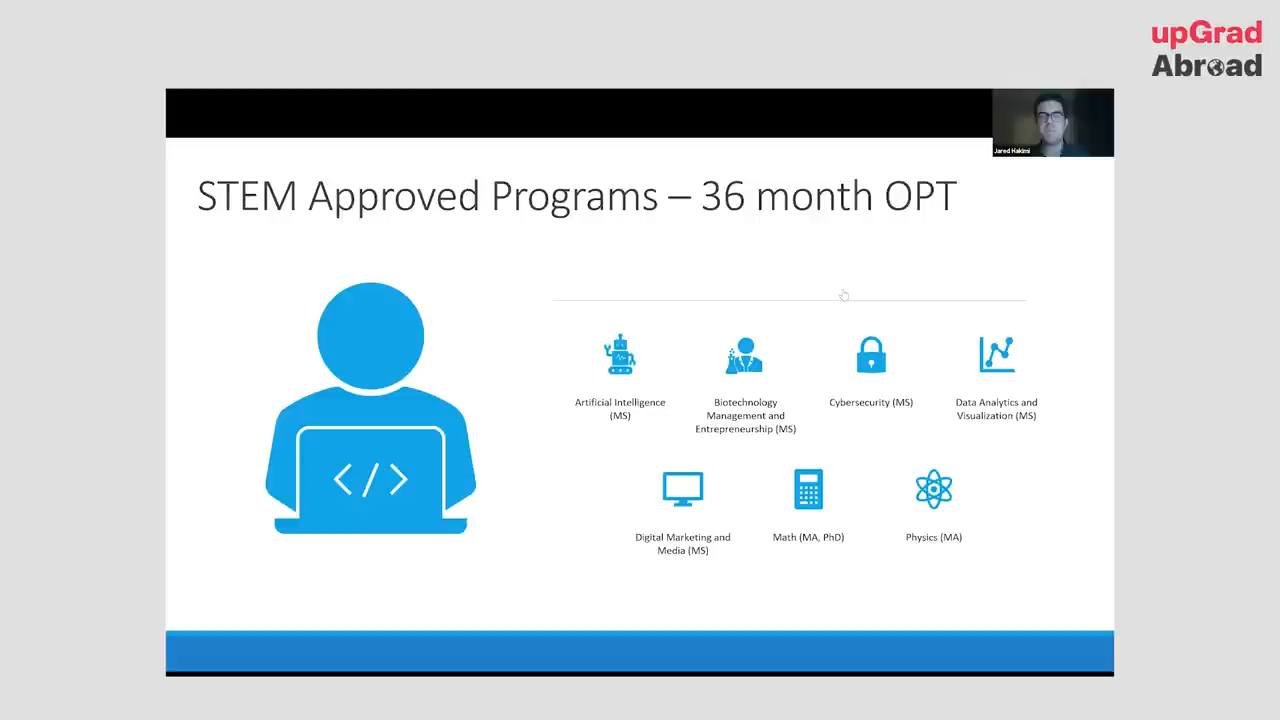 upGrad
Abroad
Jared Hakimi
STEM Approved Programs – 36 month OPT
</>
Artificial Intelligence
(MS)
Biotechnology
Management and
Entrepreneurship (MS)
Cybersecurity (MS)
Data Analytics and
Visualization (MS)
Digital Marketing and
Media (MS)
Math (MA, PhD)
Physics (MA)